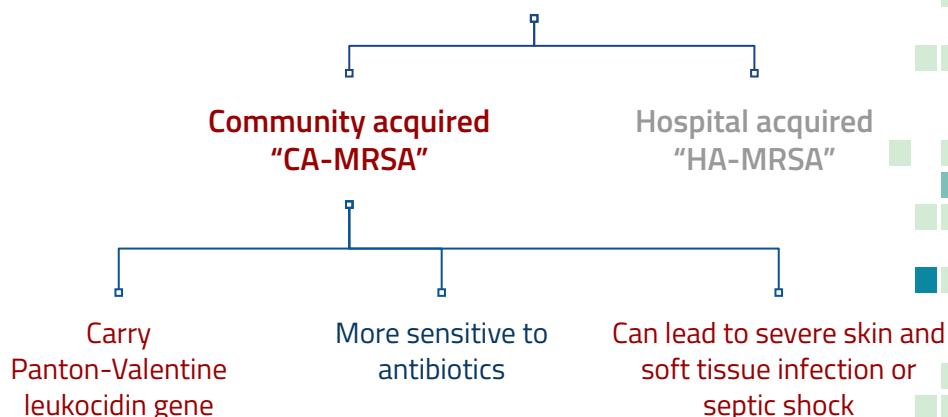 Community acquired
“CA-MRSA”
Hospital acquired
“HA-MRSA”
Carry
Panton-Valentine
leukocidin gene
More sensitive to
antibiotics
Can lead to severe skin and
soft tissue infection or
septic shock